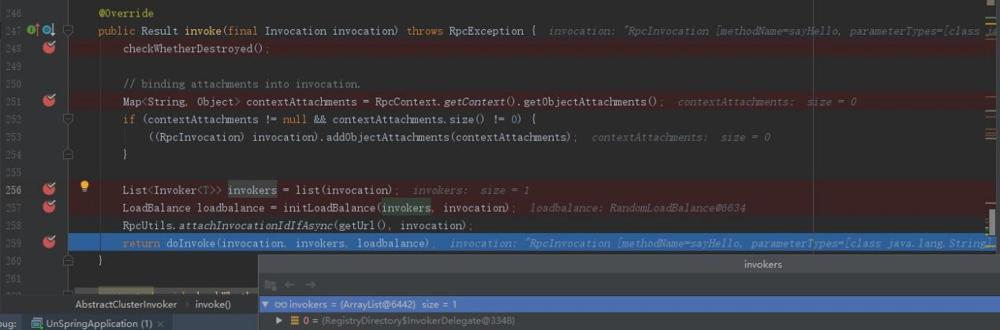 246 @Override
247 public Result invoke(final Invocation invocation) throws RpcException { invocation: "RpcInvocation [methodName=sayHello, parameterTypes=[class
248 checkWhetherDestroyed();
249
250 // binding attachments into invocation.
251 Map<String, Object> contextAttachments = RpcContext.getContext().getObjectAttachments(); contextAttachments: size = 0
252 if (contextAttachments != null && contextAttachments.size() != 0) {
253 ((RpcInvocation) invocation).addObjectAttachments(contextAttachments); contextAttachments: size = 0
254 }
255
256 List<Invoker<T>> invokers = list(invocation); invokers: size = 1
257 LoadBalance loadbalance = initLoadBalance(invokers, invocation); loadbalance: RandomLoadBalance@6634
258 RpcUtils.attachInvocationIdIfAsync(getUrl(), invocation);
259 return doInvoke(invocation, invokers, loadbalance); invocation: "RpcInvocation [methodName=sayHello, parameterTypes=[class java.lang.String]
260 }
261
invokers
AbstractClusterInvoker › invoke()
invokers = {ArrayList@6442} size = 1
0 = {RegistryDirectory$InvokerDelegate@3348}
UnSpringApplication (1) ×